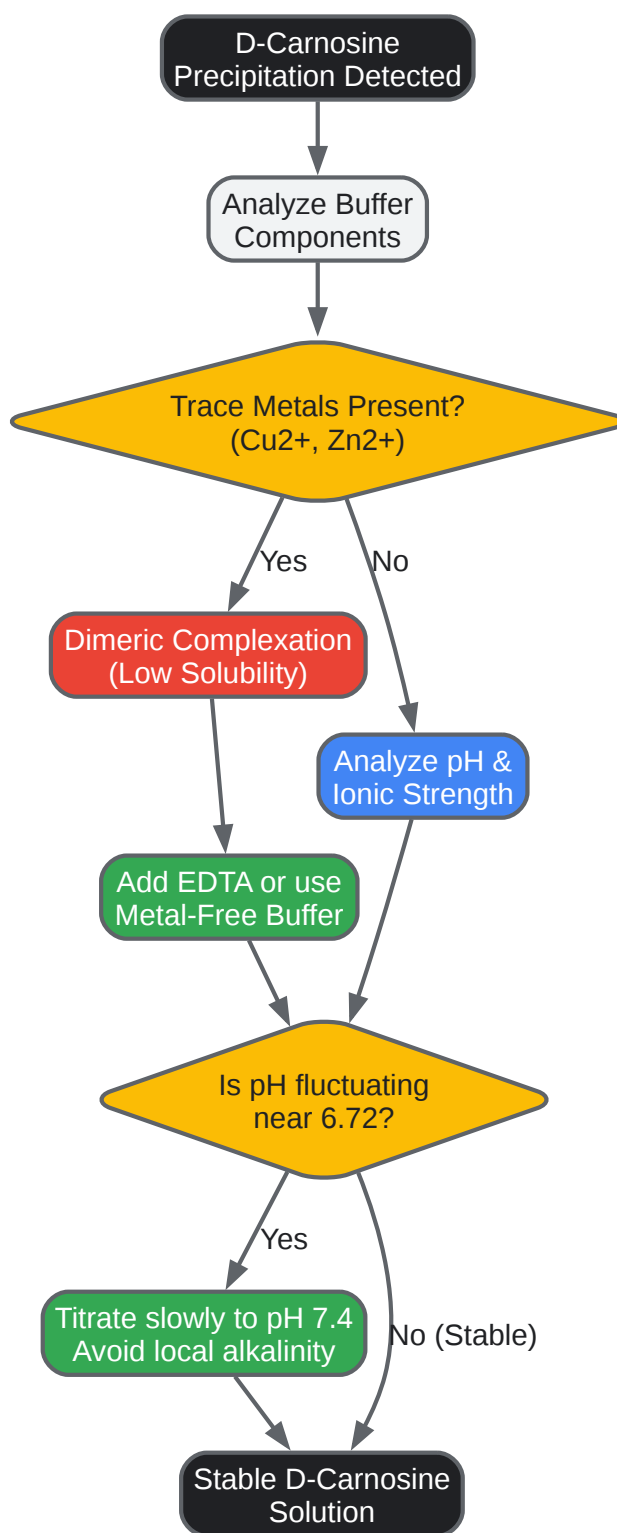 D-Carnosine
Precipitation Detected
Analyze Buffer
Components
Trace Metals Present?
(Cu2+, Zn2+)
Yes
No
Dimeric Complexation
(Low Solubility)
Analyze pH &
Ionic Strength
Add EDTA or use
Metal-Free Buffer
Is pH fluctuating
near 6.72?
Yes
Titrate slowly to pH 7.4
Avoid local alkalinity
No (Stable)
Stable D-Carnosine
Solution